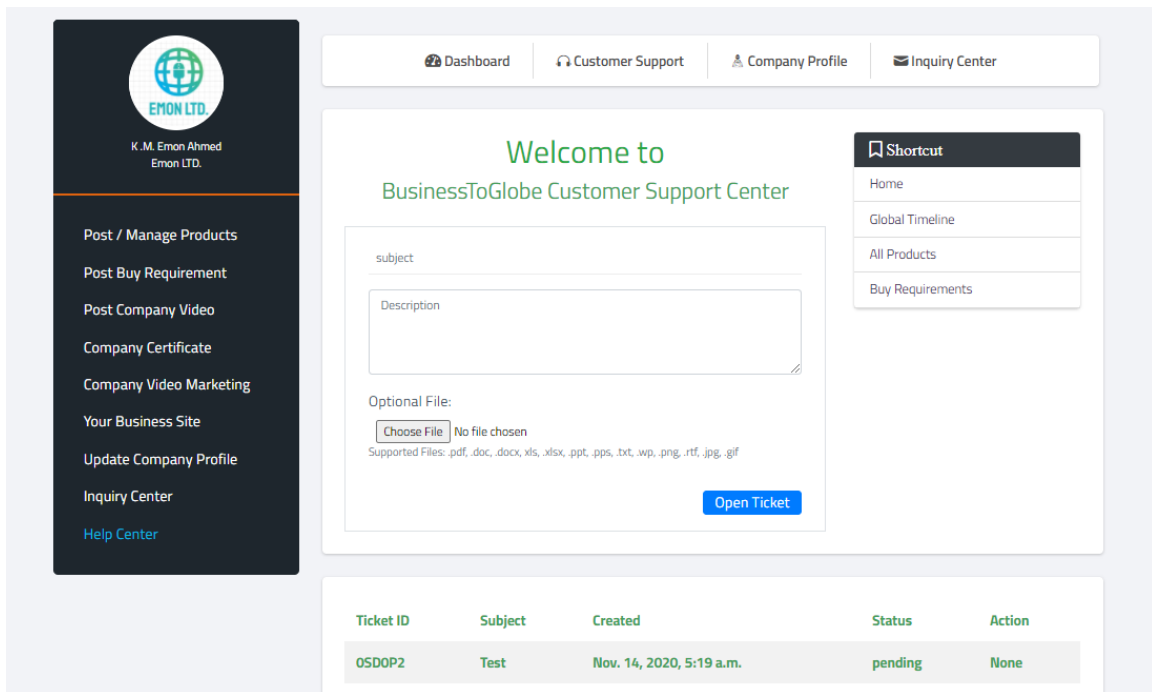 EMON LTD.
K .M. Emon Ahmed
Emon LTD.
Post / Manage Products
Post Buy Requirement
Post Company Video
Company Certificate
Company Video Marketing
Your Business Site
Update Company Profile
Inquiry Center
Help Center
Dashboard Customer Support Company Profile Inquiry Center
Welcome to
BusinessToGlobe Customer Support Center
subject
Description
Optional File:
Choose File No file chosen
Supported Files: .pdf, .doc, .docx, xls, .xlsx, .ppt, .pps, .txt, .wp, .png, .rtf, .jpg, .gif
Open Ticket
Shortcut
Home
Global Timeline
All Products
Buy Requirements
Ticket ID Subject Created Status Action
0SD0P2 Test Nov. 14, 2020, 5:19 a.m. pending None